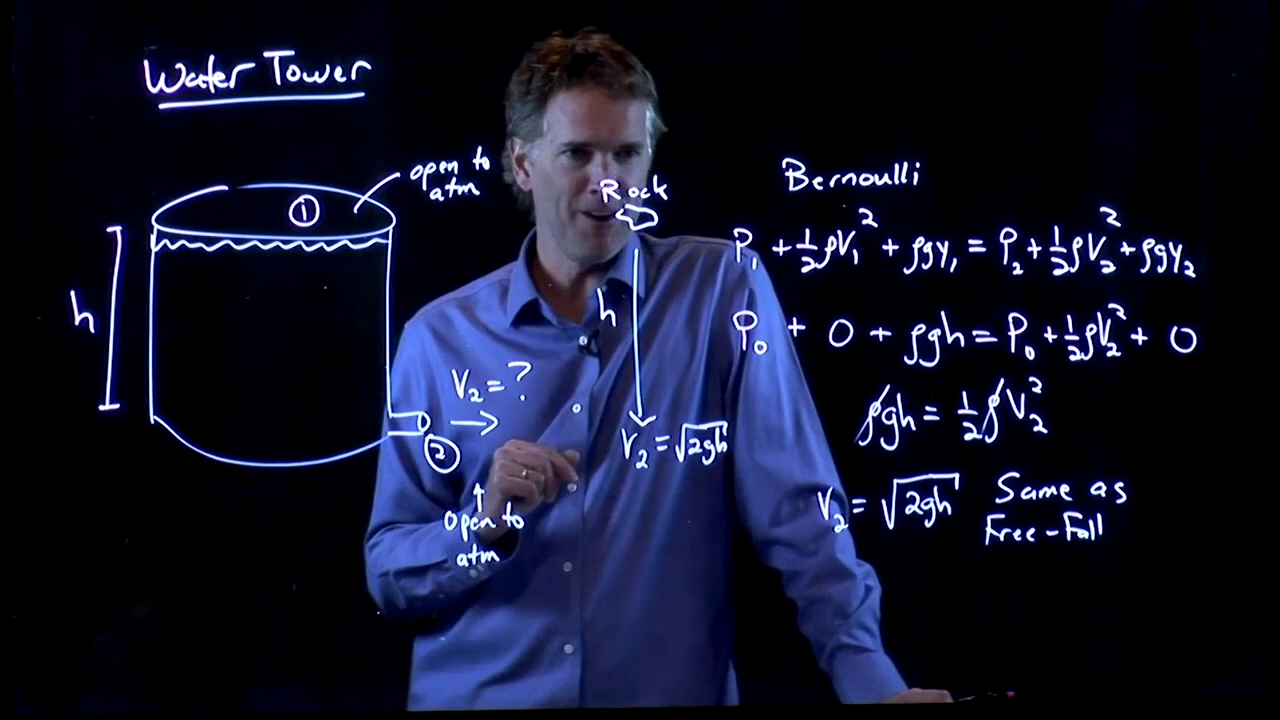 Water Tower
open to
atm
①
h
V₂ = ?
②
open to
atm
Rock
h
V₂ = √2gh
Bernoulli
P₁ + ½ρV₁² + ρgy₁ = P₂ + ½ρV₂² + ρgy₂
P₀ + 0 + ρgh = P₀ + ½ρV₂² + 0
ρgh = ½ρV₂²
V₂ = √2gh
Same as
Free-Fall